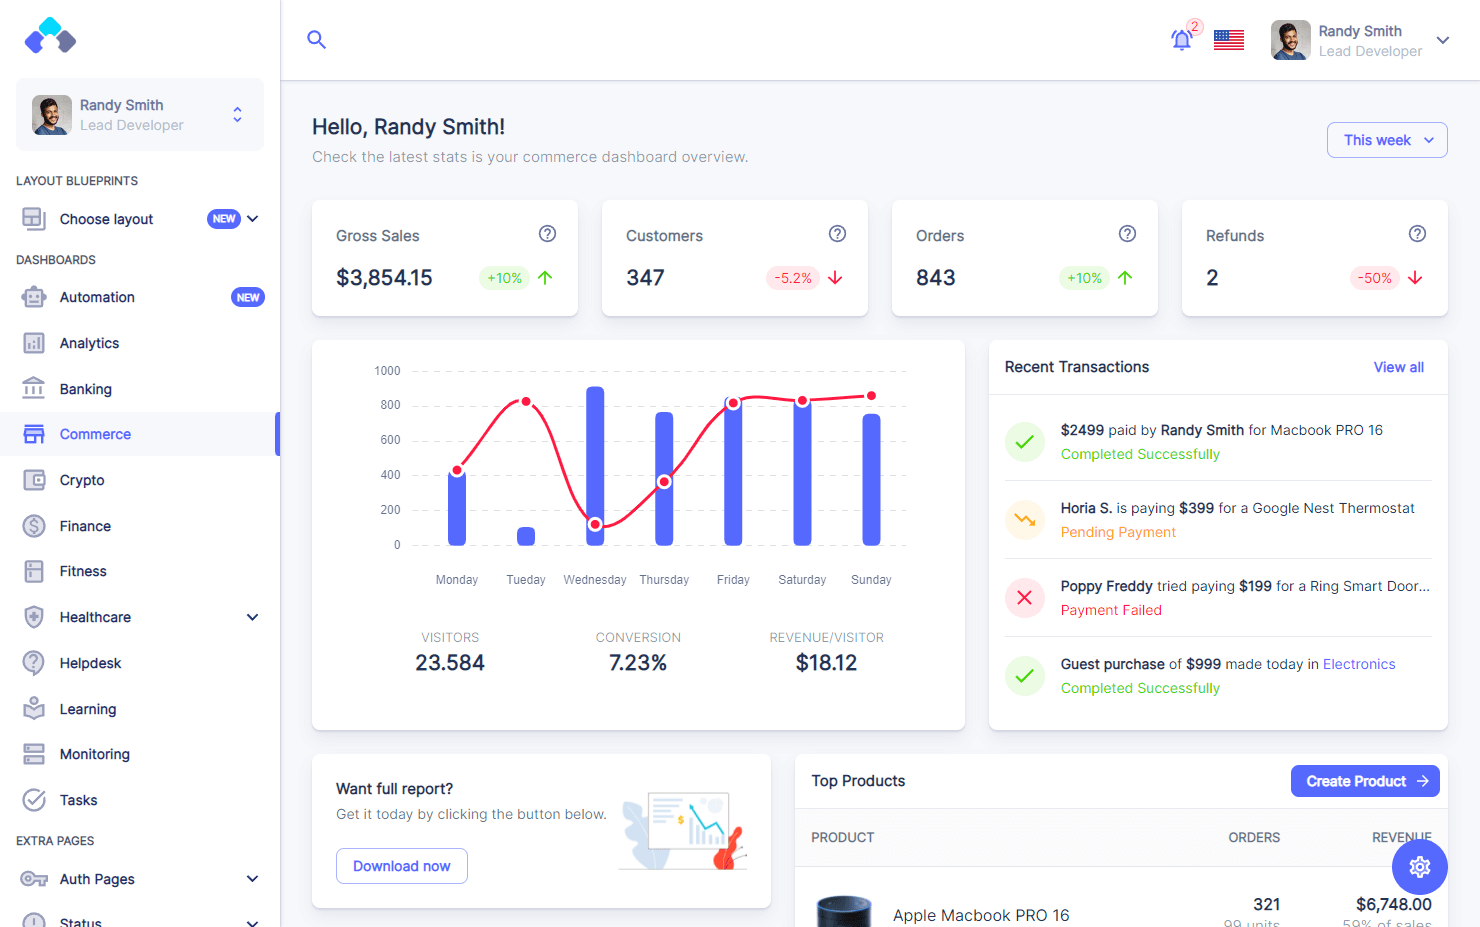 2
Randy Smith
Lead Developer
Randy Smith
Lead Developer
LAYOUT BLUEPRINTS
Choose layout NEW
DASHBOARDS
Automation NEW
Analytics
Banking
Commerce
Crypto
Finance
Fitness
Healthcare
Helpdesk
Learning
Monitoring
Tasks
EXTRA PAGES
Auth Pages
Status
Hello, Randy Smith!
Check the latest stats is your commerce dashboard overview.
This week
Gross Sales
$3,854.15 +10%
Customers
347 -5.2%
Orders
843 +10%
Refunds
2 -50%
1000
800
600
400
200
0
Monday Tueday Wednesday Thursday Friday Saturday Sunday
VISITORS CONVERSION REVENUE/VISITOR
23.584 7.23% $18.12
Recent Transactions View all
$2499 paid by Randy Smith for Macbook PRO 16
Completed Successfully
Horia S. is paying $399 for a Google Nest Thermostat
Pending Payment
Poppy Freddy tried paying $199 for a Ring Smart Door...
Payment Failed
Guest purchase of $999 made today in Electronics
Completed Successfully
Want full report?
Get it today by clicking the button below.
Download now
Top Products Create Product
PRODUCT ORDERS REVENUE
Apple Macbook PRO 16 321 $6,748.00
99 units 59% of sales